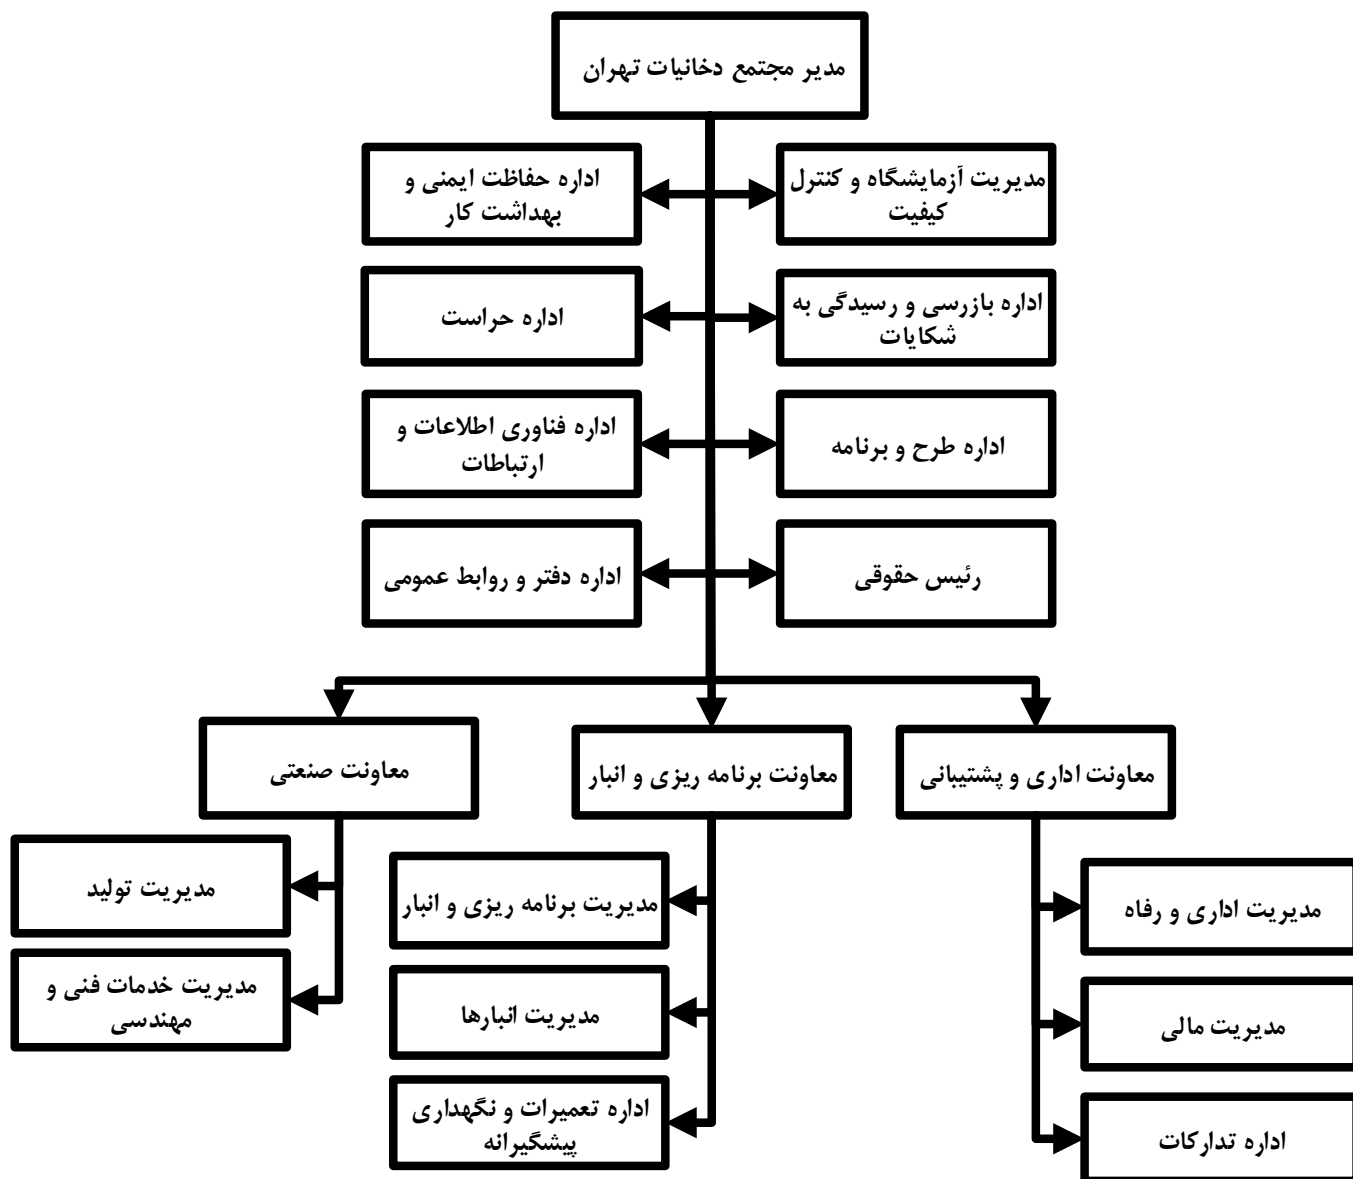 مدیر مجتمع دخانیات تهران
مدیریت آزمایشگاه و کنترل
کیفیت
اداره حفاظت ایمنی و
بهداشت کار
اداره بازرسی و رسیدگی به
شکایات
اداره حراست
اداره طرح و برنامه
اداره فناوری اطلاعات و
ارتباطات
رئیس حقوقی
اداره دفتر و روابط عمومی
معاونت اداری و پشتیبانی
معاونت برنامه ریزی و انبار
معاونت صنعتی
مدیریت اداری و رفاه
مدیریت مالی
اداره تدارکات
مدیریت برنامه ریزی و انبار
مدیریت انبارها
اداره تعمیرات و نگهداری
پیشگیرانه
مدیریت تولید
مدیریت خدمات فنی و
مهندسی